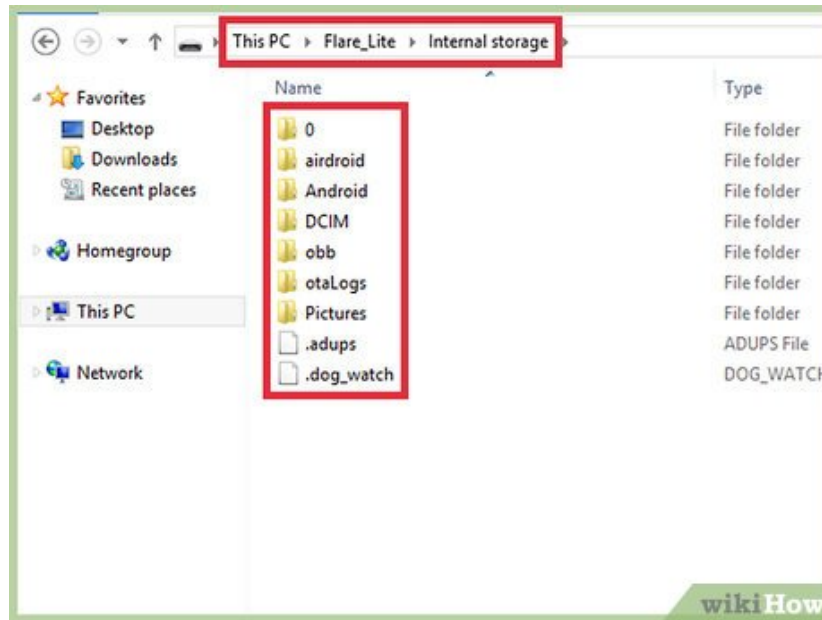 This PC Flare_Lite Internal storage
Favorites
Desktop
Downloads
Recent places
Homegroup
This PC
Network
Name Type
0 File folder
airdroid File folder
Android File folder
DCIM File folder
obb File folder
otaLogs File folder
Pictures File folder
.adups ADUPS File
.dog_watch DOG_WATCH
wikiHow